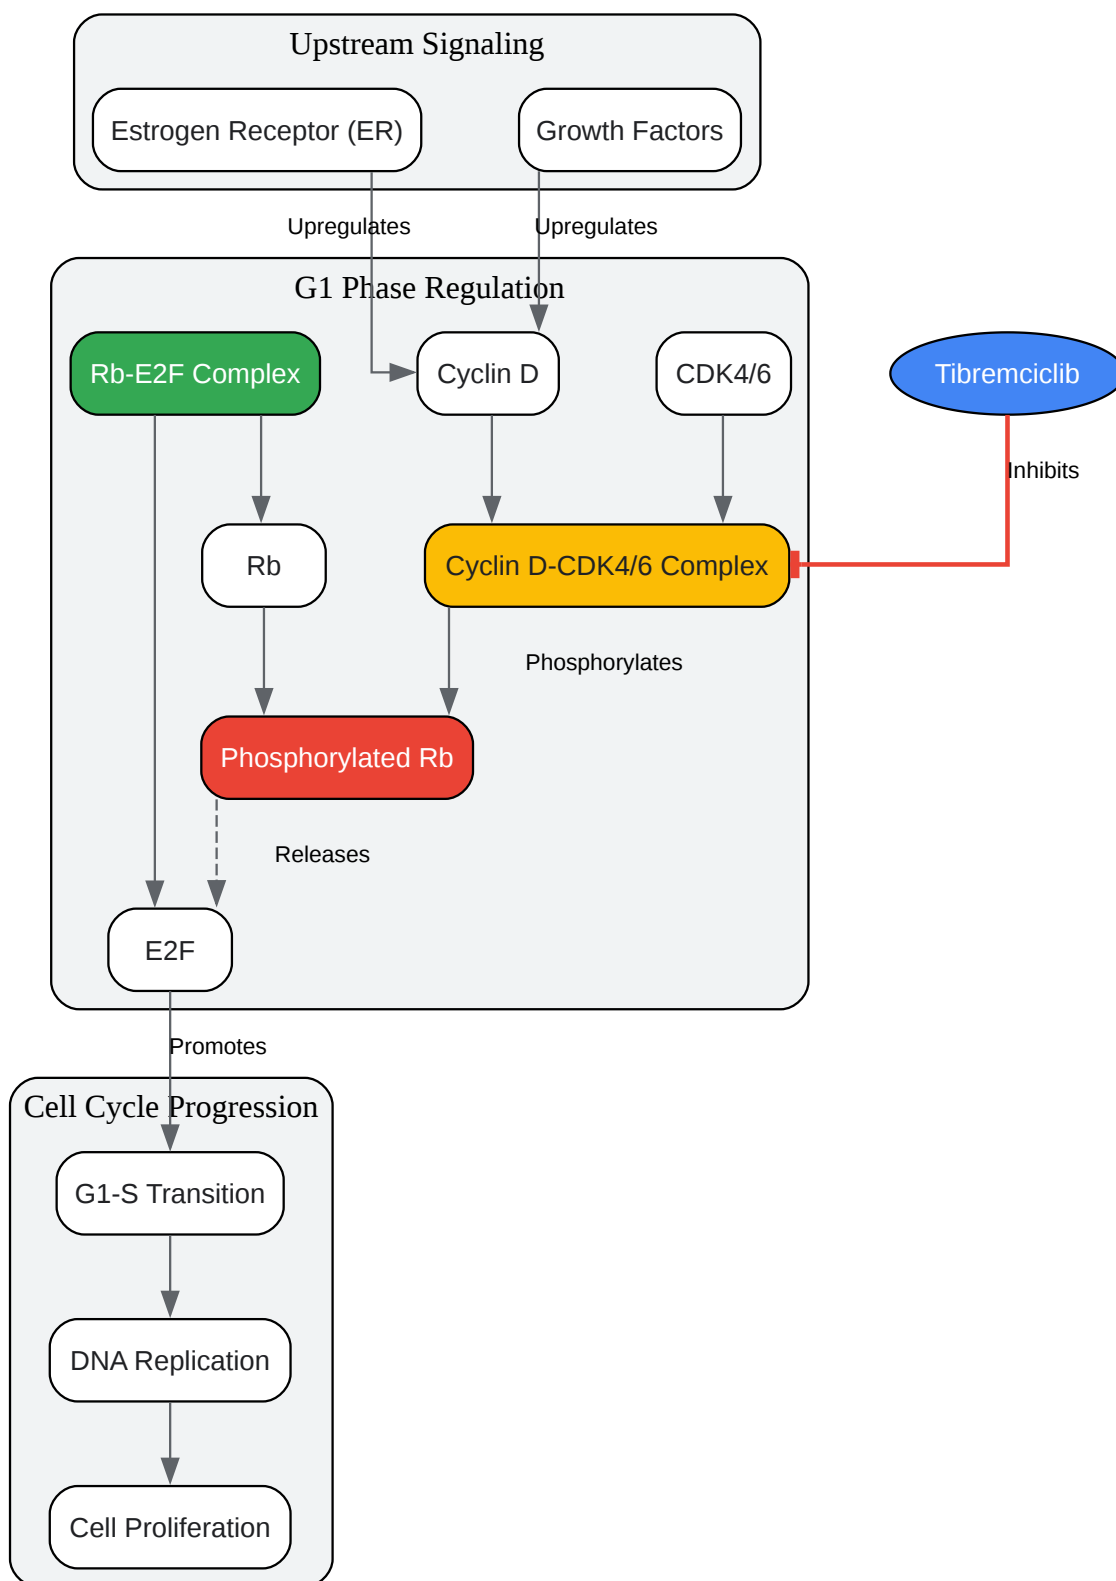 Upstream Signaling
Estrogen Receptor (ER)
Growth Factors
Upregulates
Upregulates
G1 Phase Regulation
Rb-E2F Complex
Cyclin D
CDK4/6
Tibremciclib
Inhibits
Rb
Cyclin D-CDK4/6 Complex
Phosphorylates
Phosphorylated Rb
Releases
E2F
Promotes
Cell Cycle Progression
G1-S Transition
DNA Replication
Cell Proliferation